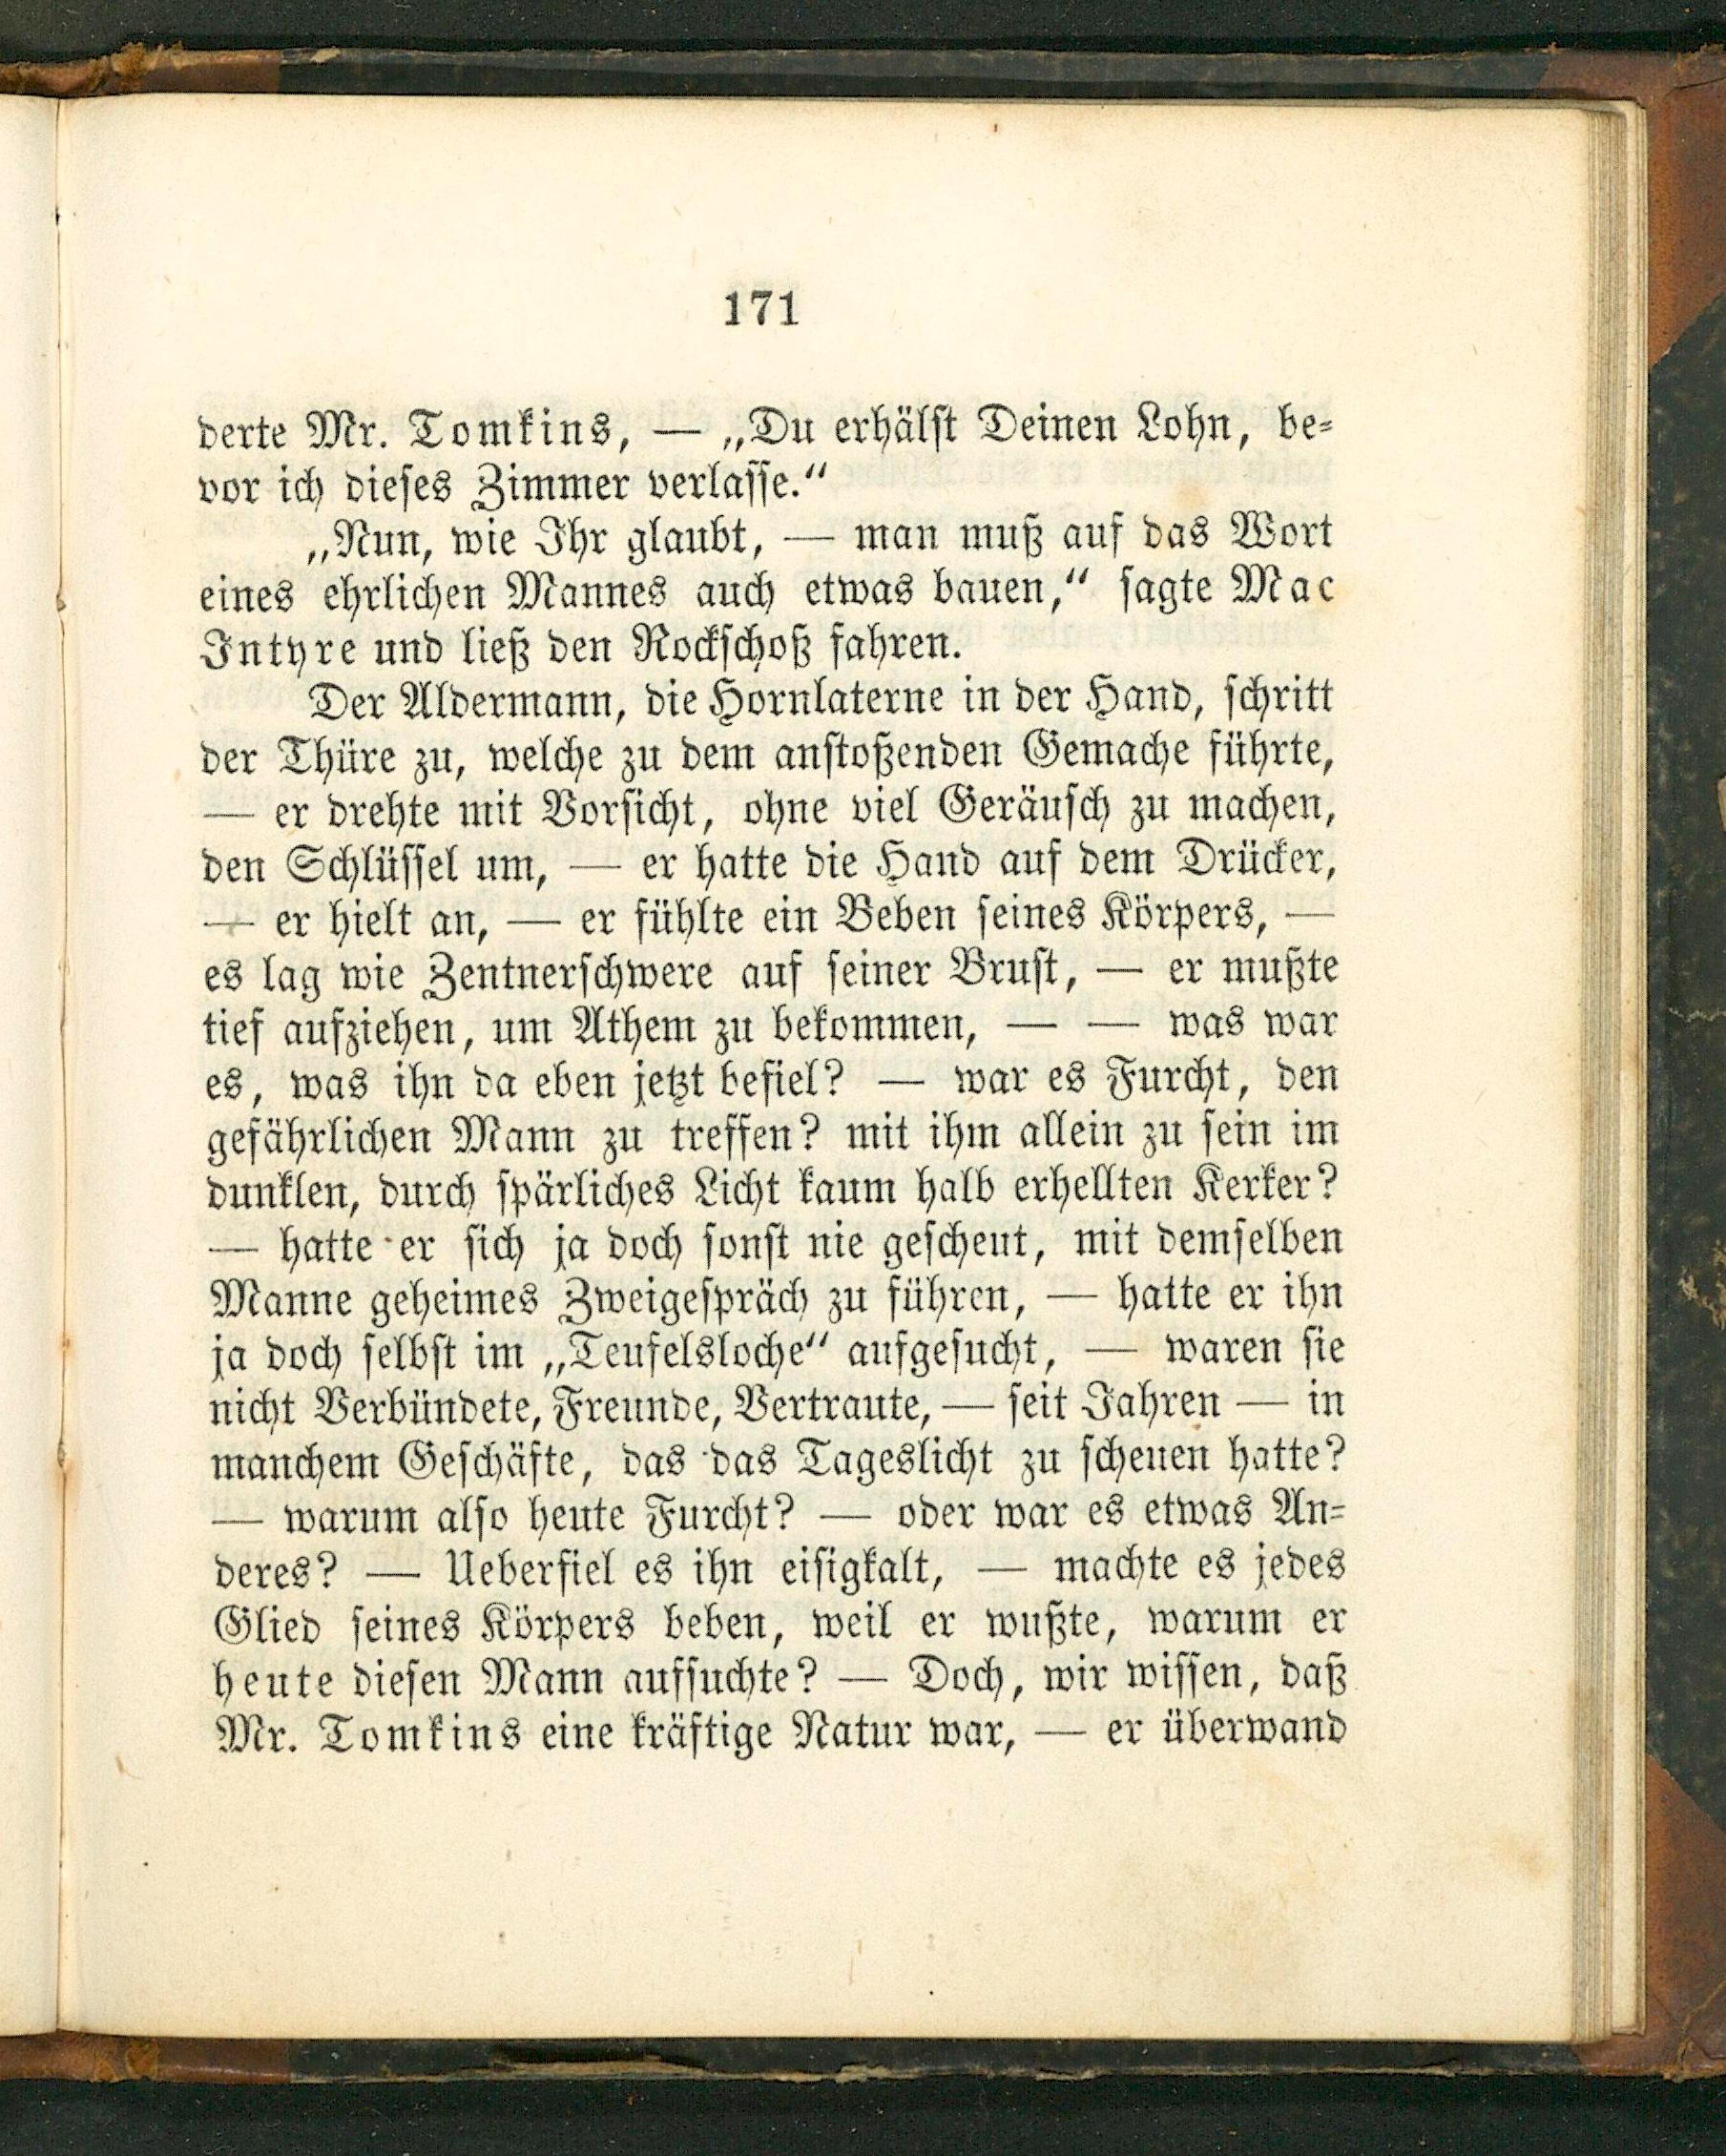 171
derte Mr. Tomkins, — „Du erhälst Deinen Lohn, be-
vor ich dieses Zimmer verlasse.“
„Nun, wie Ihr glaubt, — man muß auf das Wort
eines ehrlichen Mannes auch etwas bauen,“ sagte Mac
Intyre und ließ den Rockschoß fahren.
Der Aldermann, die Hornlaterne in der Hand, schritt
der Thüre zu, welche zu dem anstoßenden Gemache führte,
— er drehte mit Vorsicht, ohne viel Geräusch zu machen,
den Schlüssel um, — er hatte die Hand auf dem Drücker,
— er hielt an, — er fühlte ein Beben seines Körpers, —
es lag wie Zentnerschwere auf seiner Brust, — er mußte
tief aufziehen, um Athem zu bekommen, — — was war
es, was ihn da eben jetzt befiel? — war es Furcht, den
gefährlichen Mann zu treffen? mit ihm allein zu sein im
dunklen, durch spärliches Licht kaum halb erhellten Kerker?
— hatte er sich ja doch sonst nie gescheut, mit demselben
Manne geheimes Zweigespräch zu führen, — hatte er ihn
ja doch selbst im „Teufelsloche“ aufgesucht, — waren sie
nicht Verbündete, Freunde, Vertraute, — seit Jahren — in
manchem Geschäfte, das das Tageslicht zu scheuen hatte?
— warum also heute Furcht? — oder war es etwas An-
deres? — Ueberfiel es ihn eisigkalt, — machte es jedes
Glied seines Körpers beben, weil er wußte, warum er
heute diesen Mann aufsuchte? — Doch, wir wissen, daß
Mr. Tomkins eine kräftige Natur war, — er überwand